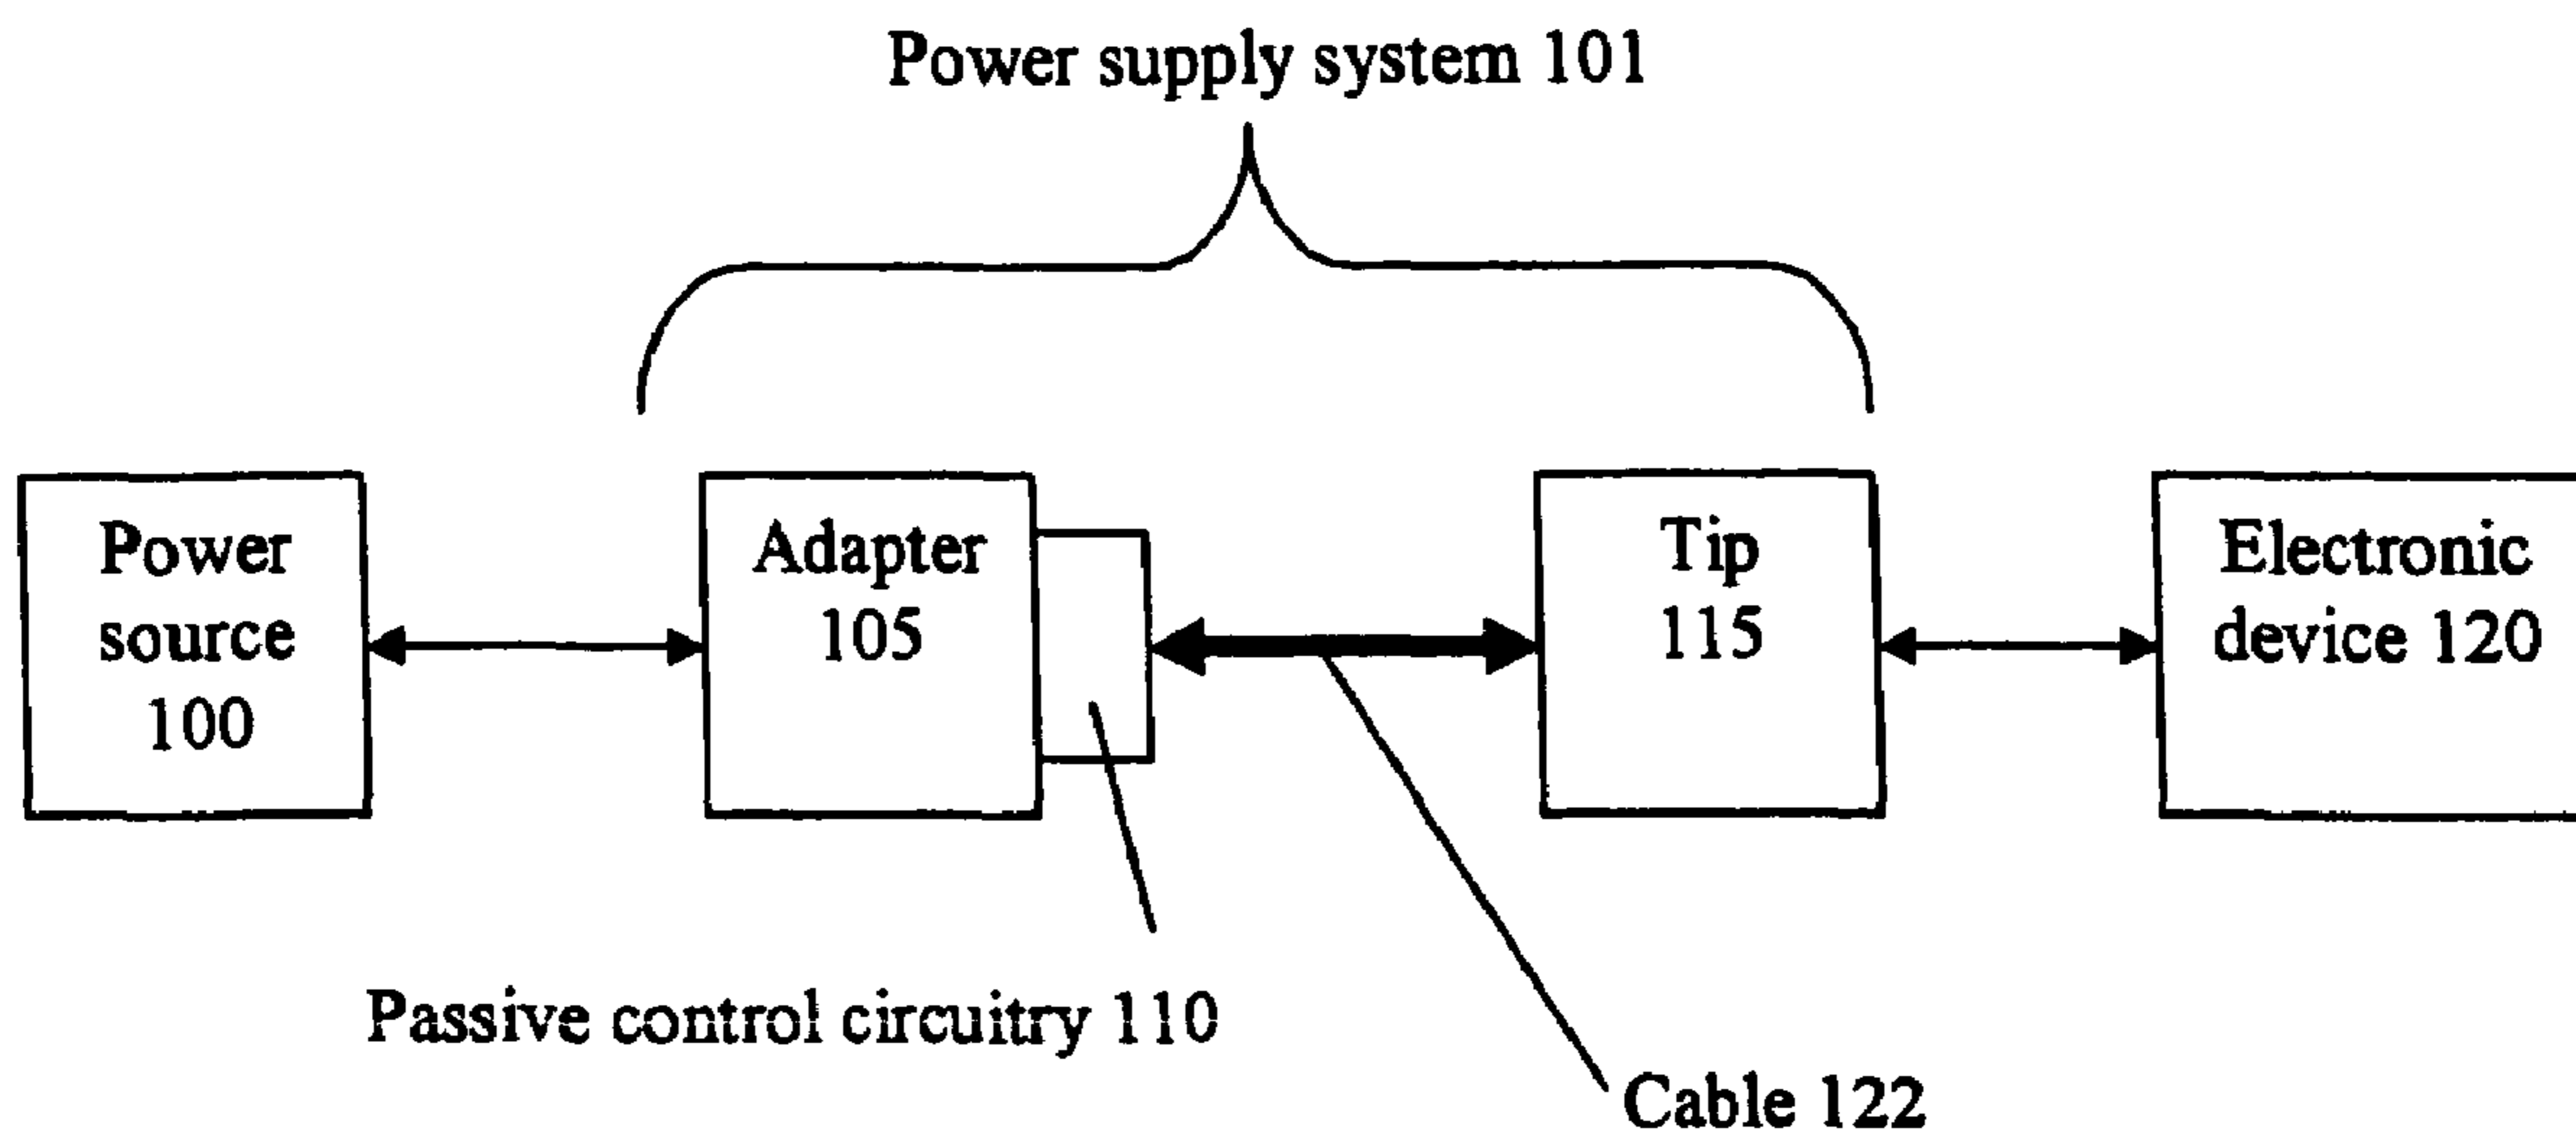 Power supply system 101
Power
source
100
Adapter
105
Tip
115
Electronic
device 120
Passive control circuitry 110
Cable 122